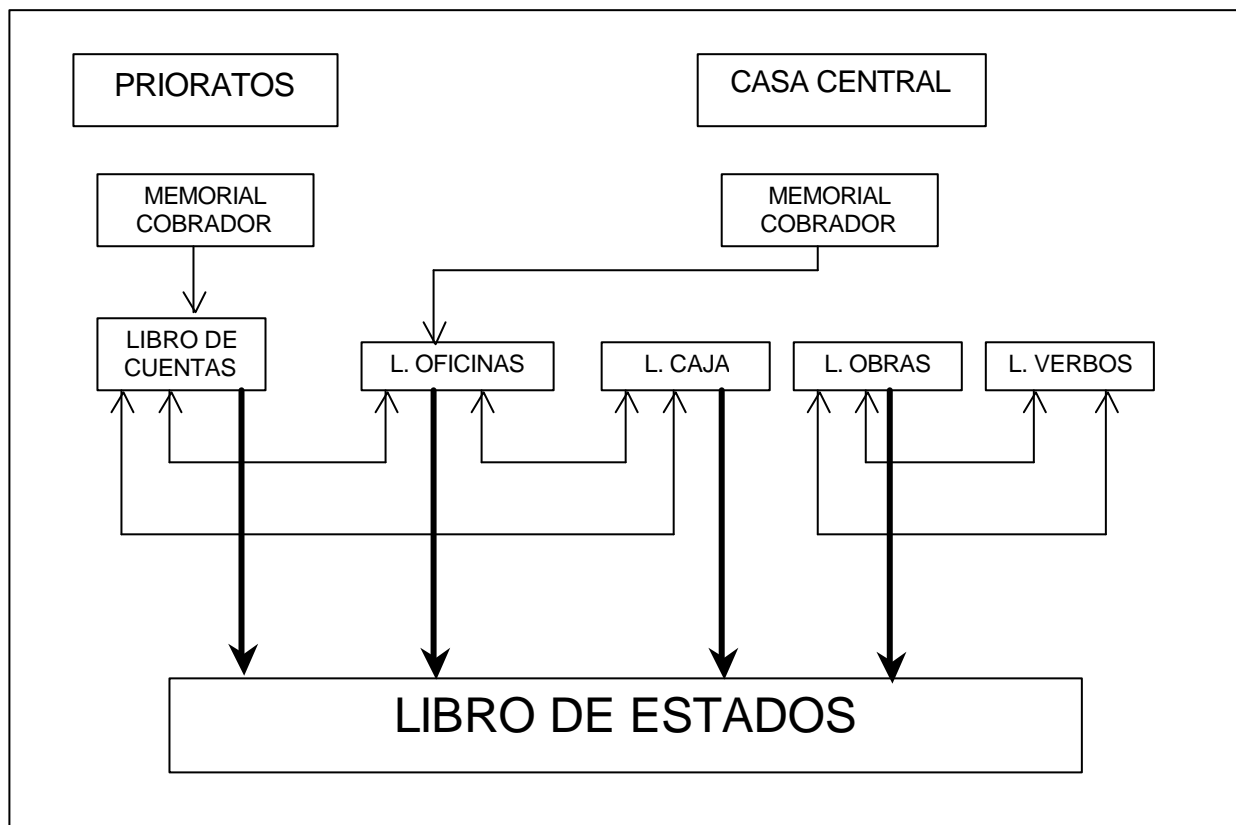 PRIORATOS
CASA CENTRAL
MEMORIAL
COBRADOR
MEMORIAL
COBRADOR
LIBRO DE
CUENTAS
L. OFICINAS
L. CAJA
L. OBRAS
L. VERBOS
LIBRO DE ESTADOS